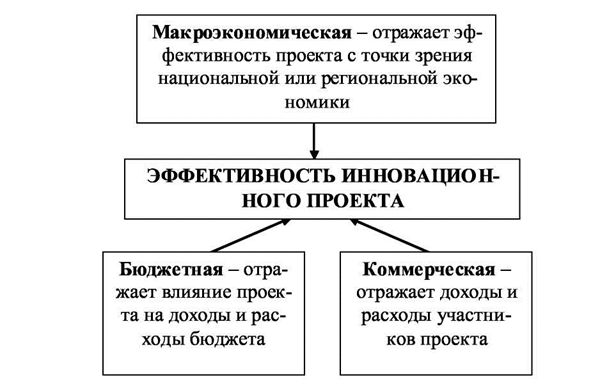 Макроэкономическая – отражает эф-
фективность проекта с точки зрения
национальной или региональной эко-
номики
ЭФФЕКТИВНОСТЬ ИННОВАЦИОН-
НОГО ПРОЕКТА
Бюджетная – отра-
жает влияние проек-
та на доходы и рас-
ходы бюджета
Коммерческая –
отражает доходы и
расходы участни-
ков проекта